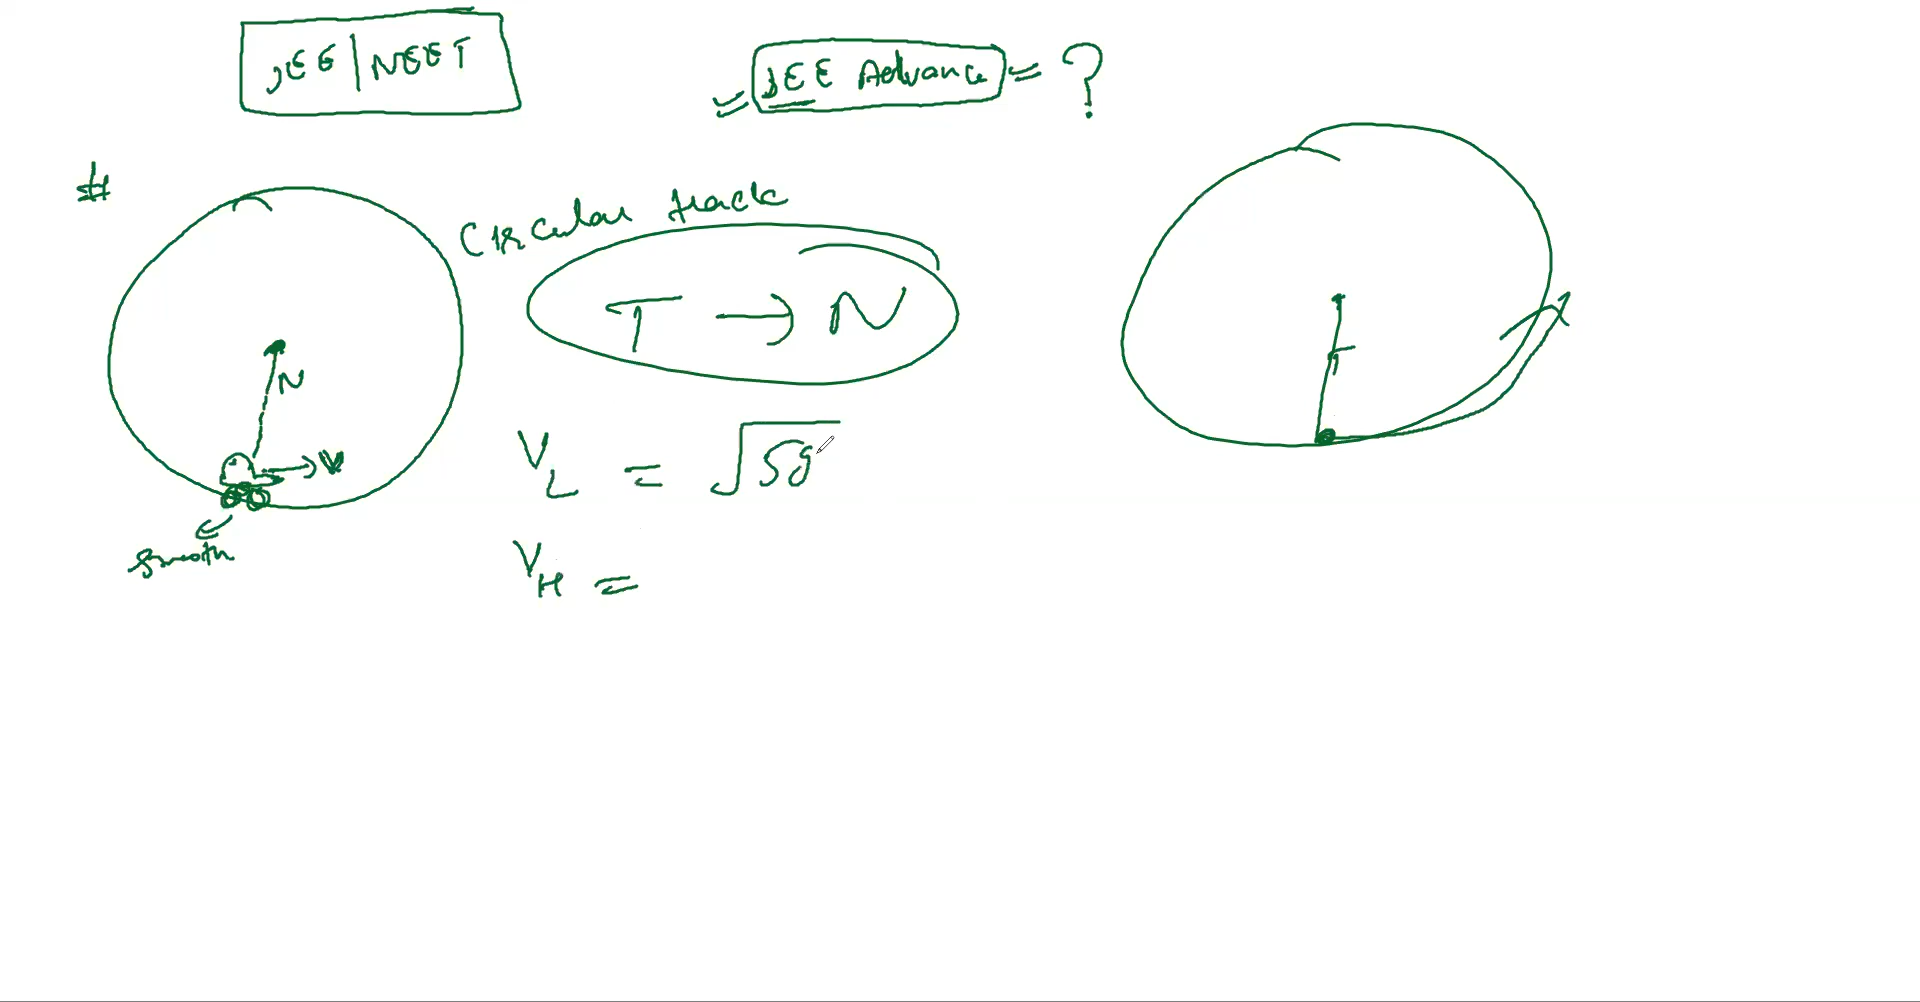 JEE | NEET
JEE Advance = ?
#
Circular track
T → N
N
V
smooth
T
V_L = √5g
V_H =